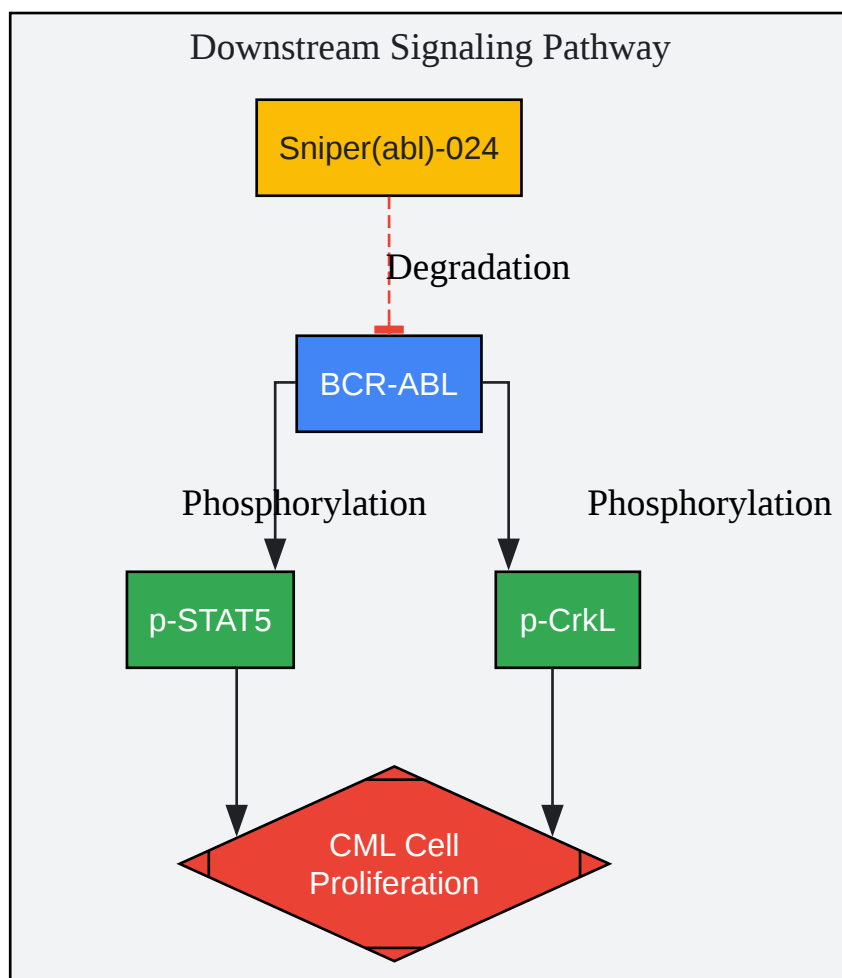 Downstream Signaling Pathway
Sniper(abl)-024
Degradation
BCR-ABL
Phosphorylation
Phosphorylation
p-STAT5
p-CrkL
CML Cell
Proliferation